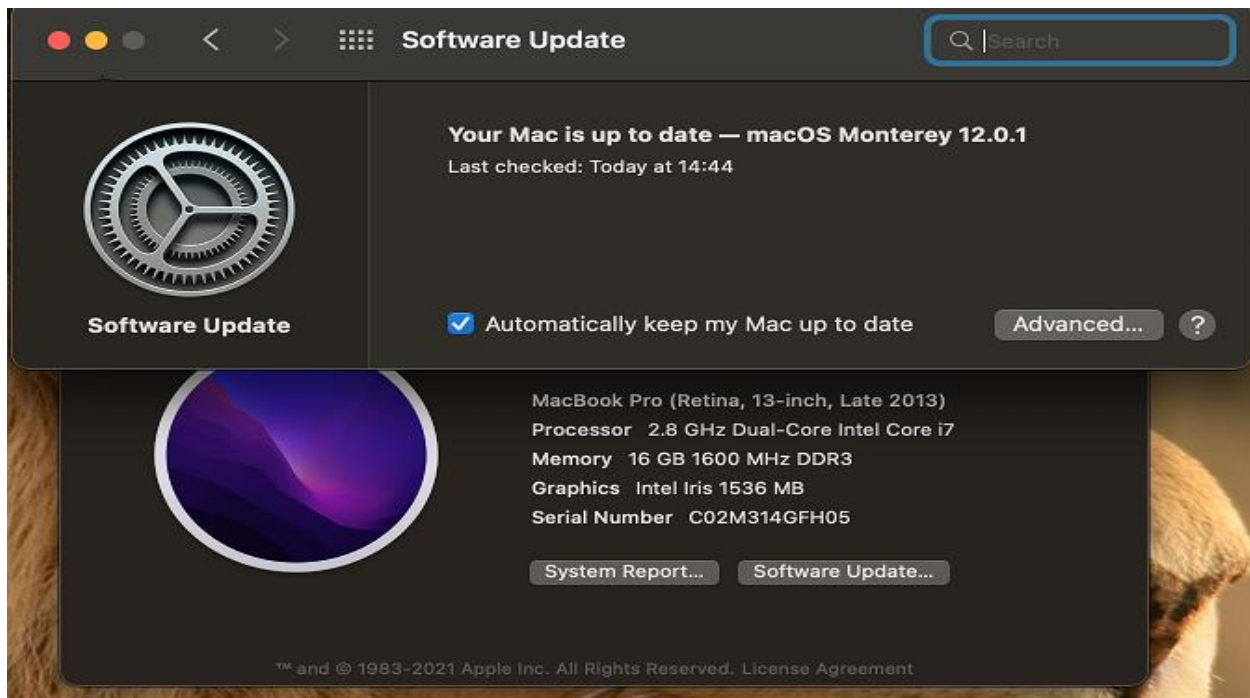 Software Update
Search
Your Mac is up to date — macOS Monterey 12.0.1
Last checked: Today at 14:44
Software Update
Automatically keep my Mac up to date
Advanced...
?
MacBook Pro (Retina, 13-inch, Late 2013)
Processor 2.8 GHz Dual-Core Intel Core i7
Memory 16 GB 1600 MHz DDR3
Graphics Intel Iris 1536 MB
Serial Number C02M314GFH05
System Report...
Software Update...
™ and © 1983-2021 Apple Inc. All Rights Reserved. License Agreement